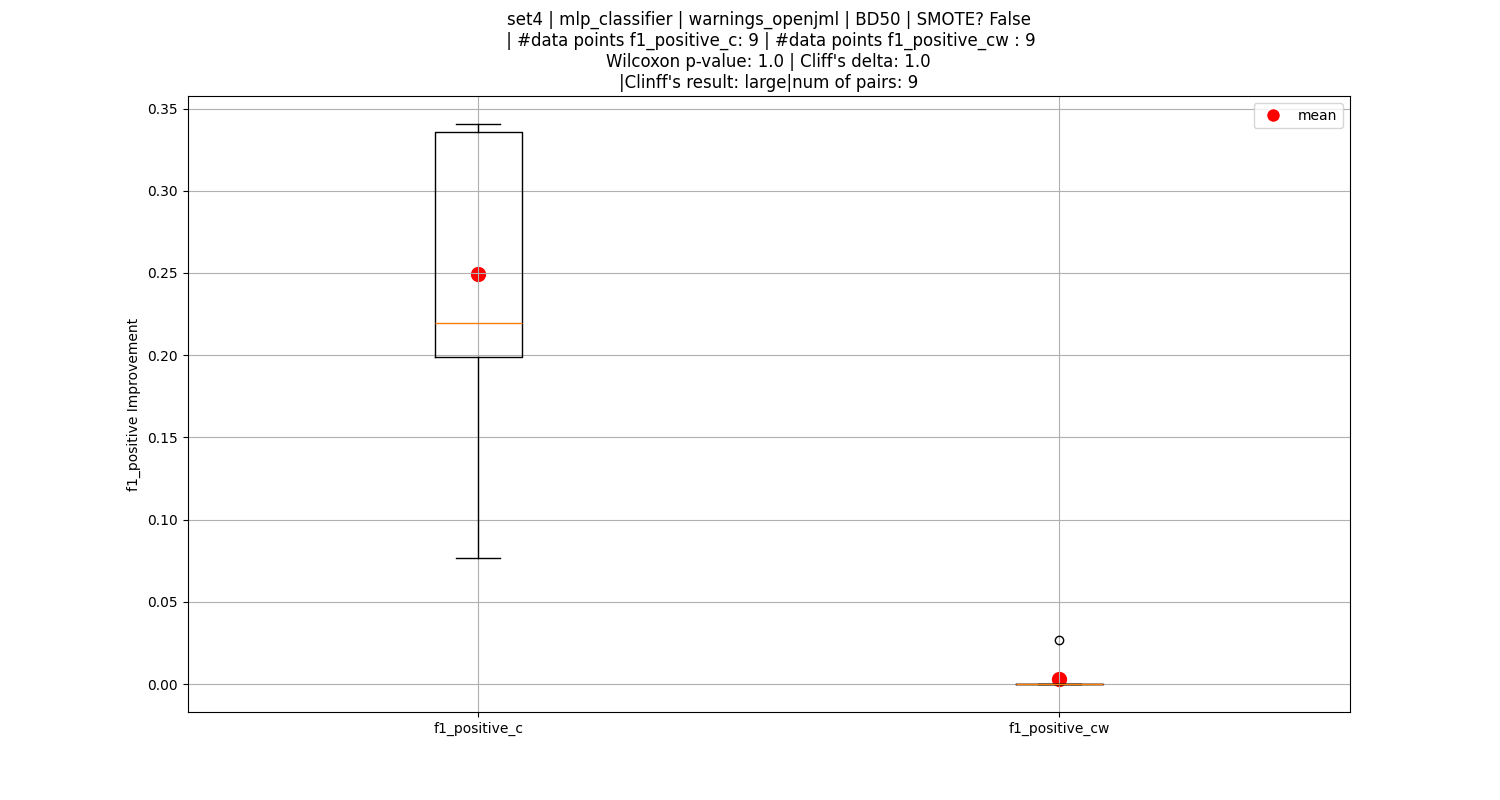 set4 | mlp_classifier | warnings_openjml | BD50 | SMOTE? False
| #data points f1_positive_c: 9 | #data points f1_positive_cw : 9
Wilcoxon p-value: 1.0 | Cliff's delta: 1.0
|Clinff's result: large|num of pairs: 9
mean
0.35
0.30
0.25
0.20
0.15
0.10
0.05
0.00
f1_positive Improvement
f1_positive_c
f1_positive_cw